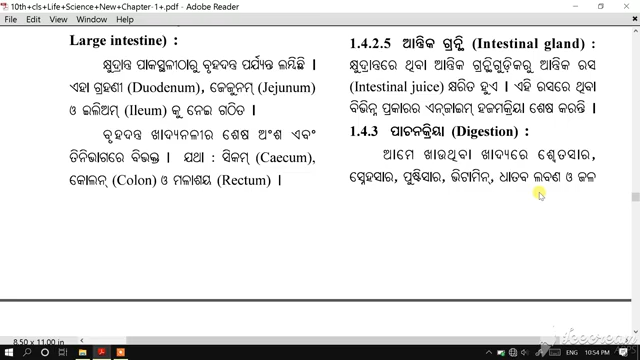 10th+cls+Life+Science+New+Chapter-1+.pdf - Adobe Reader
File Edit View Window Help
Large intestine) :
କ୍ଷୁଦ୍ରାନ୍ତ୍ର ପାକସ୍ଥଳୀଠାରୁ ବୃହଦନ୍ତ୍ର ପର୍ଯ୍ୟନ୍ତ ଲମ୍ବିଛି ।
ଏହା ଗ୍ରହଣୀ (Duodenum), ଜେଜୁନମ୍ (Jejunum)
ଓ ଇଲିଅମ୍ (Ileum) କୁ ନେଇ ଗଠିତ ।
ବୃହଦନ୍ତ୍ର ଖାଦ୍ୟନଳୀର ଶେଷ ଅଂଶ ଏବଂ
ତିନିଭାଗରେ ବିଭକ୍ତ । ଯଥା : ସିକମ୍ (Caecum),
କୋଲନ୍ (Colon) ଓ ମଳାଶୟ (Rectum) ।
1.4.2.5 ଆନ୍ତ୍ରିକ ଗ୍ରନ୍ଥି (Intestinal gland) :
କ୍ଷୁଦ୍ରାନ୍ତ୍ରରେ ଥିବା ଆନ୍ତ୍ରିକ ଗ୍ରନ୍ଥିଗୁଡ଼ିକରୁ ଆନ୍ତ୍ରିକ ରସ
(Intestinal juice) କ୍ଷରିତ ହୁଏ । ଏହି ରସରେ ଥିବା
ବିଭିନ୍ନ ପ୍ରକାରର ଏନ୍‌ଜାଇମ୍ ହଜମକ୍ରିୟା ଶେଷ କରନ୍ତି ।
1.4.3 ପାଚନକ୍ରିୟା (Digestion) :
ଆମେ ଖାଉଥିବା ଖାଦ୍ୟରେ ଶ୍ୱେତସାର,
ସ୍ନେହସାର, ପୁଷ୍ଟିସାର, ଭିଟାମିନ୍, ଧାତବ ଲବଣ ଓ ଜଳ
8.50 x 11.00 in
ENG
10:54 PM